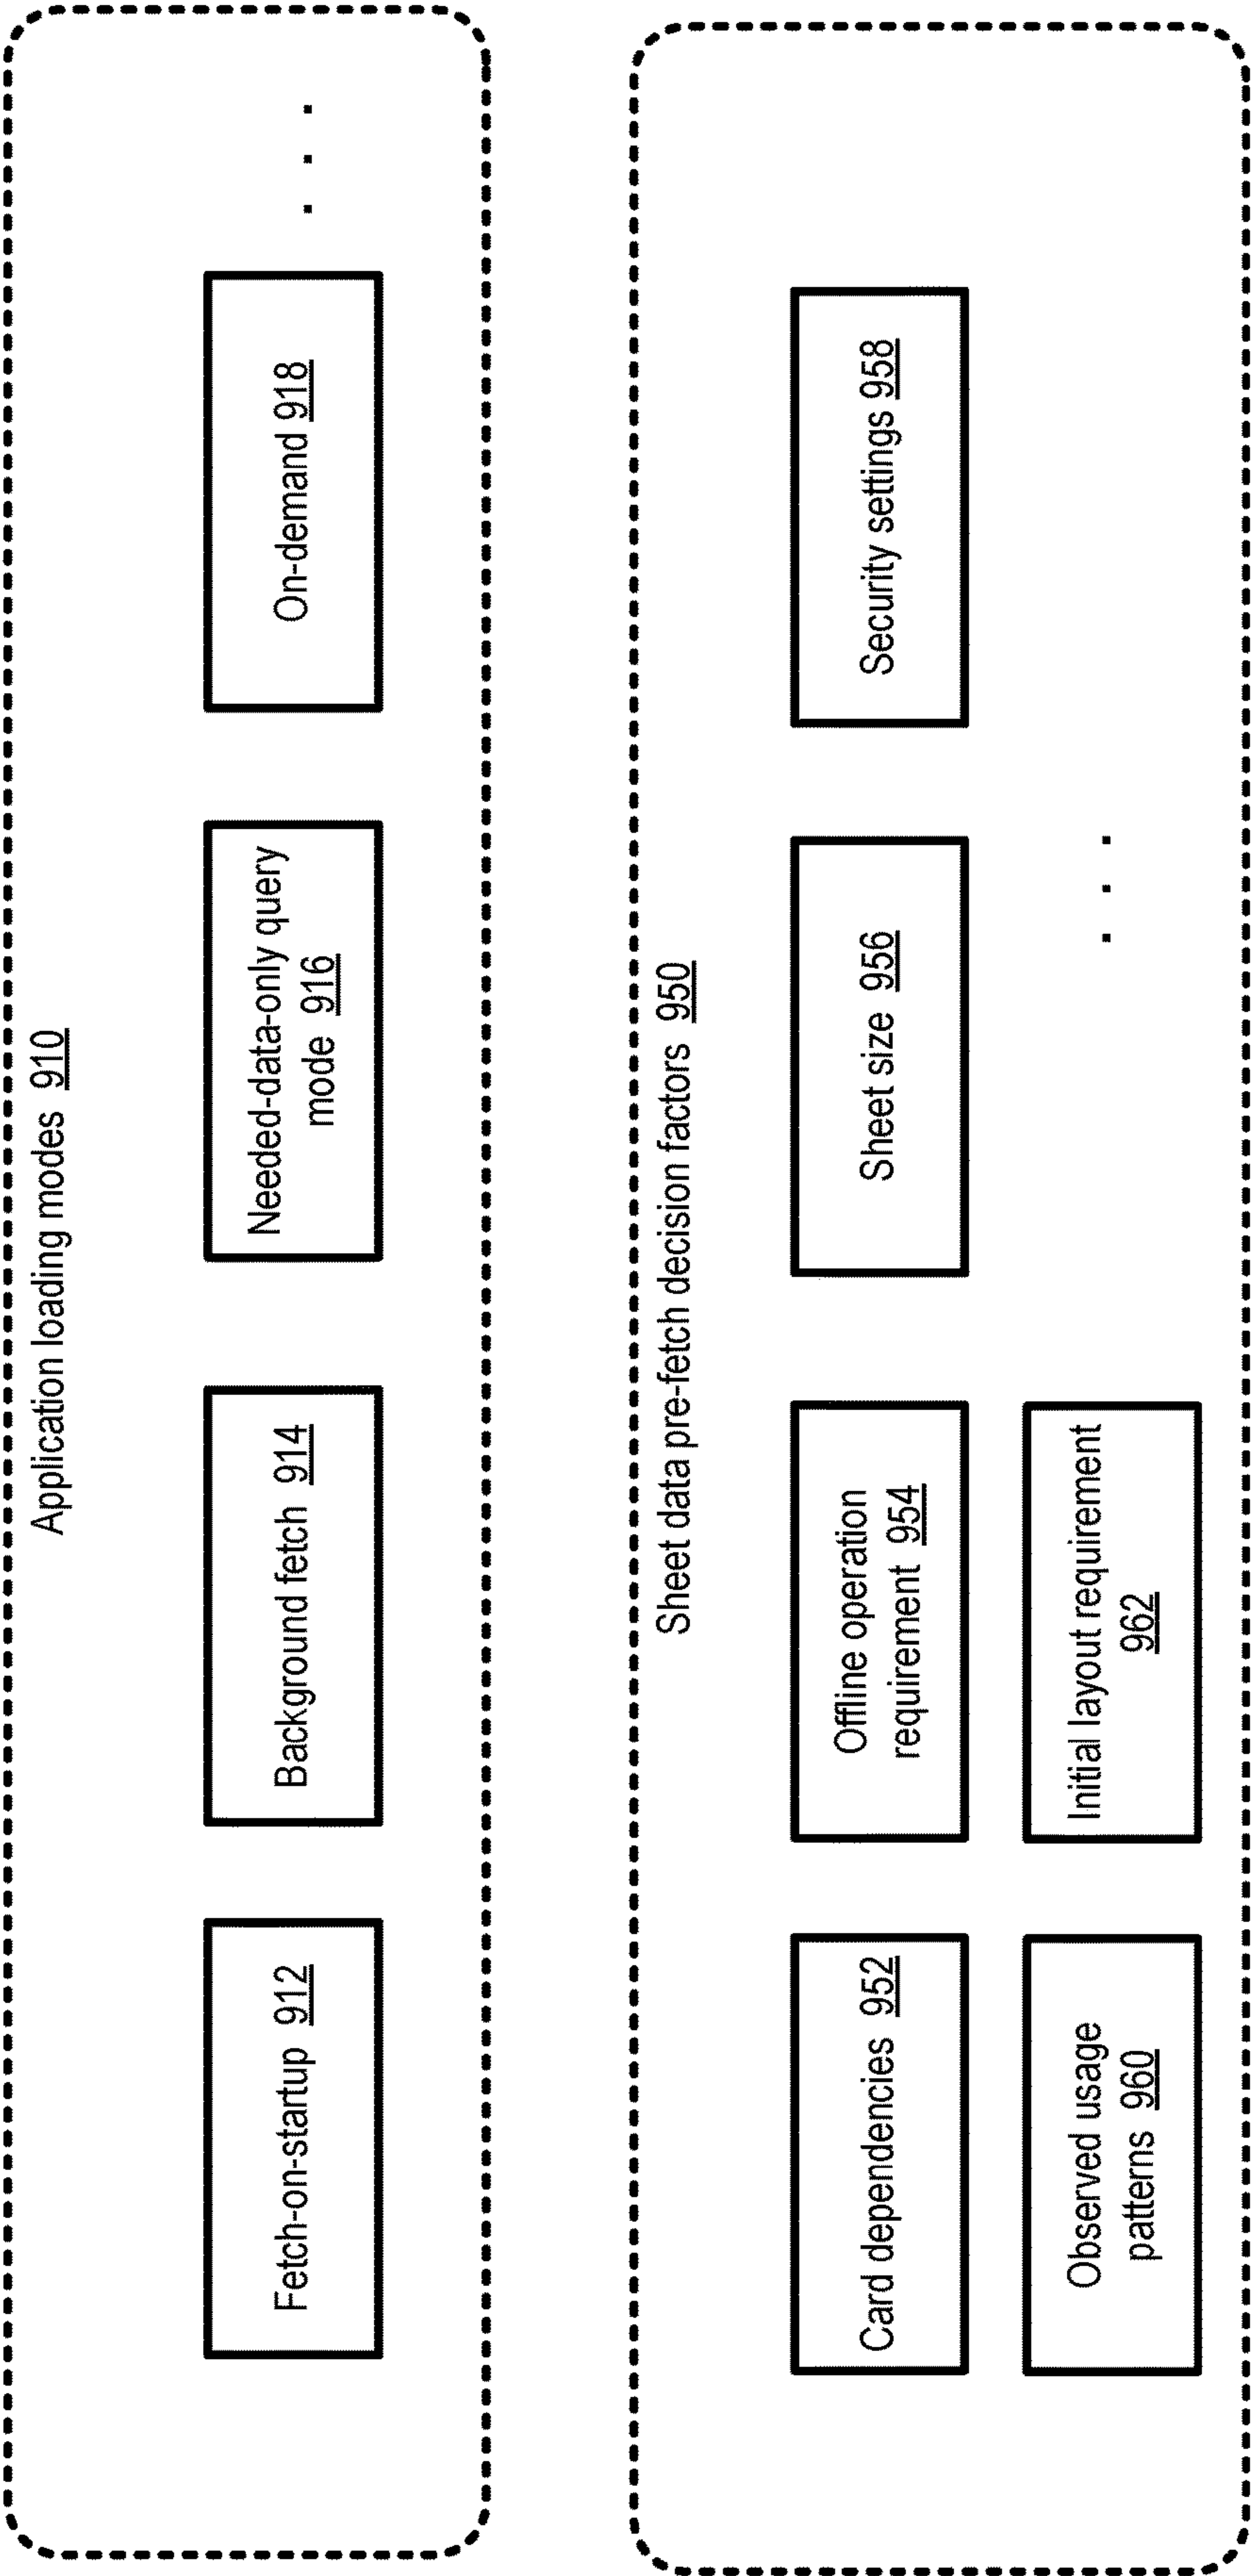 Application loading modes 910
Fetch-on-startup 912
Background fetch 914
Needed-data-only query
mode 916
On-demand 918
. . .
Sheet data pre-fetch decision factors 950
Card dependencies 952
Offline operation
requirement 954
Sheet size 956
Security settings 958
Observed usage
patterns 960
Initial layout requirement
962
. . .